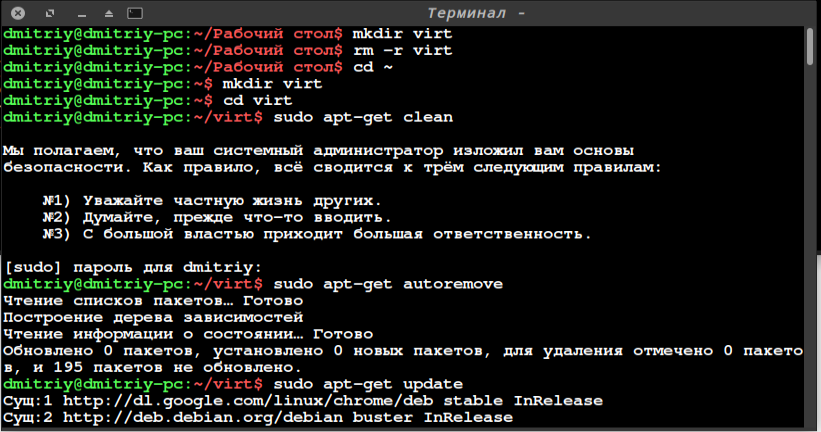 Терминал -
dmitriy@dmitriy-pc:~/Рабочий стол$ mkdir virt
dmitriy@dmitriy-pc:~/Рабочий стол$ rm -r virt
dmitriy@dmitriy-pc:~/Рабочий стол$ cd ~
dmitriy@dmitriy-pc:~$ mkdir virt
dmitriy@dmitriy-pc:~$ cd virt
dmitriy@dmitriy-pc:~/virt$ sudo apt-get clean

Мы полагаем, что ваш системный администратор изложил вам основы
безопасности. Как правило, всё сводится к трём следующим правилам:

№1) Уважайте частную жизнь других.
№2) Думайте, прежде что-то вводить.
№3) С большой властью приходит большая ответственность.

[sudo] пароль для dmitriy:
dmitriy@dmitriy-pc:~/virt$ sudo apt-get autoremove
Чтение списков пакетов… Готово
Построение дерева зависимостей
Чтение информации о состоянии… Готово
Обновлено 0 пакетов, установлено 0 новых пакетов, для удаления отмечено 0 пакето
в, и 195 пакетов не обновлено.
dmitriy@dmitriy-pc:~/virt$ sudo apt-get update
Сущ:1 http://dl.google.com/linux/chrome/deb stable InRelease
Сущ:2 http://deb.debian.org/debian buster InRelease